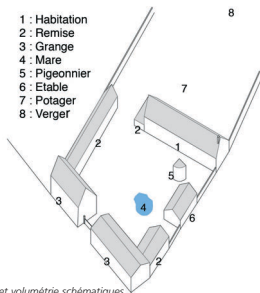 1 : Habitation
2 : Remise
3 : Grange
4 : Mare
5 : Pigeonnier
6 : Etable
7 : Potager
8 : Verger
8
7
2
1
2
5
3
4
6
3
2
et volumétrie schématiques